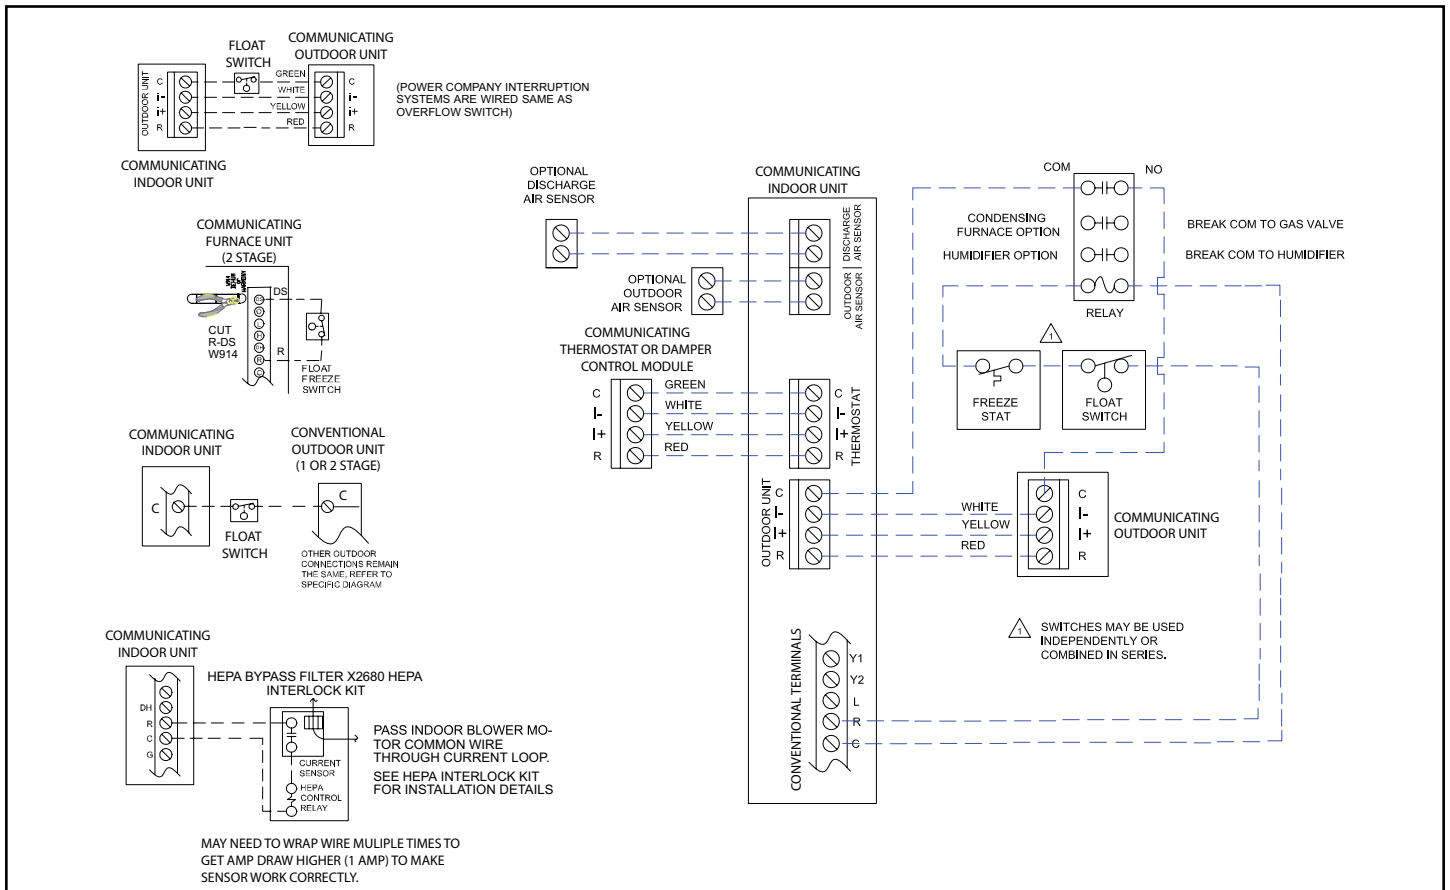 COMMUNICATING
OUTDOOR UNIT
FLOAT
SWITCH
OUTDOOR UNIT
C
i-
i+
R
GREEN
WHITE
YELLOW
RED
C
i-
i+
R
COMMUNICATING
INDOOR UNIT
(POWER COMPANY INTERRUPTION
SYSTEMS ARE WIRED SAME AS
OVERFLOW SWITCH)
COMMUNICATING
FURNACE UNIT
(2 STAGE)
DS
DS
O
L
H
DH
R
C
R
CUT
R-DS
W914
FLOAT
FREEZE
SWITCH
COMMUNICATING
INDOOR UNIT
C
FLOAT
SWITCH
CONVENTIONAL
OUTDOOR UNIT
(1 OR 2 STAGE)
C
OTHER OUTDOOR
CONNECTIONS REMAIN
THE SAME, REFER TO
SPECIFIC DIAGRAM
COMMUNICATING
INDOOR UNIT
DH
R
C
G
HEPA BYPASS FILTER X2680 HEPA
INTERLOCK KIT
CURRENT
SENSOR
HEPA
CONTROL
RELAY
PASS INDOOR BLOWER MO-
TOR COMMON WIRE
THROUGH CURRENT LOOP.
SEE HEPA INTERLOCK KIT
FOR INSTALLATION DETAILS
MAY NEED TO WRAP WIRE MULIPLE TIMES TO
GET AMP DRAW HIGHER (1 AMP) TO MAKE
SENSOR WORK CORRECTLY.
OPTIONAL
DISCHARGE
AIR SENSOR
COMMUNICATING
INDOOR UNIT
DISCHARGE
AIR SENSOR
OPTIONAL
OUTDOOR
AIR SENSOR
OUTDOOR
AIR SENSOR
COMMUNICATING
THERMOSTAT OR DAMPER
CONTROL MODULE
C
I-
I+
R
GREEN
WHITE
YELLOW
RED
C
I-
I+
R
THERMOSTAT
OUTDOOR UNIT
C
I-
I+
R
WHITE
YELLOW
RED
C
I-
I+
R
COMMUNICATING
OUTDOOR UNIT
CONVENTIONAL TERMINALS
Y1
Y2
L
R
C
COM
NO
CONDENSING
FURNACE OPTION
BREAK COM TO GAS VALVE
HUMIDIFIER OPTION
BREAK COM TO HUMIDIFIER
RELAY
1
FREEZE
STAT
FLOAT
SWITCH
1
SWITCHES MAY BE USED
INDEPENDENTLY OR
COMBINED IN SERIES.